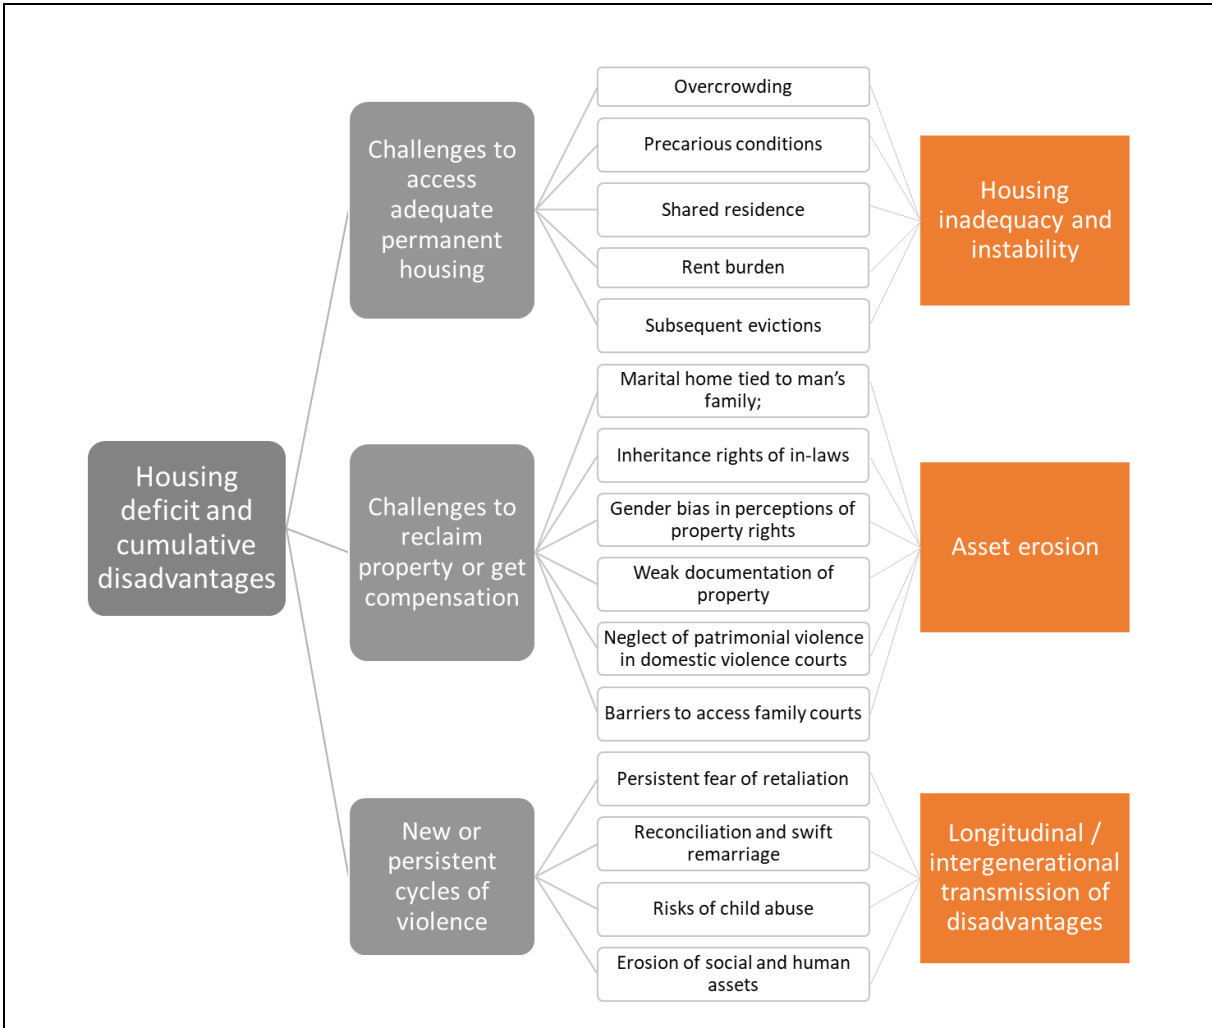 Housing
deficit and
cumulative
disadvantages
Challenges to
access
adequate
permanent
housing
Overcrowding
Precarious conditions
Shared residence
Rent burden
Subsequent evictions
Housing
inadequacy and
instability
Challenges to
reclaim
property or get
compensation
Marital home tied to man’s
family;
Inheritance rights of in-laws
Gender bias in perceptions of
property rights
Weak documentation of
property
Neglect of patrimonial violence
in domestic violence courts
Barriers to access family courts
Asset erosion
New or
persistent
cycles of
violence
Persistent fear of retaliation
Reconciliation and swift
remarriage
Risks of child abuse
Erosion of social and human
assets
Longitudinal /
intergenerational
transmission of
disadvantages